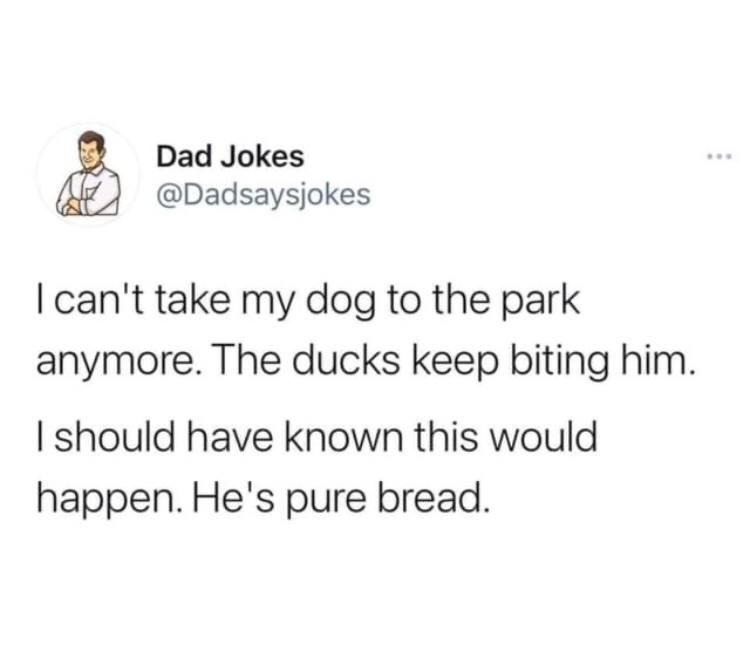 Dad Jokes
@Dadsaysjokes
I can't take my dog to the park
anymore. The ducks keep biting him.
I should have known this would
happen. He's pure bread.